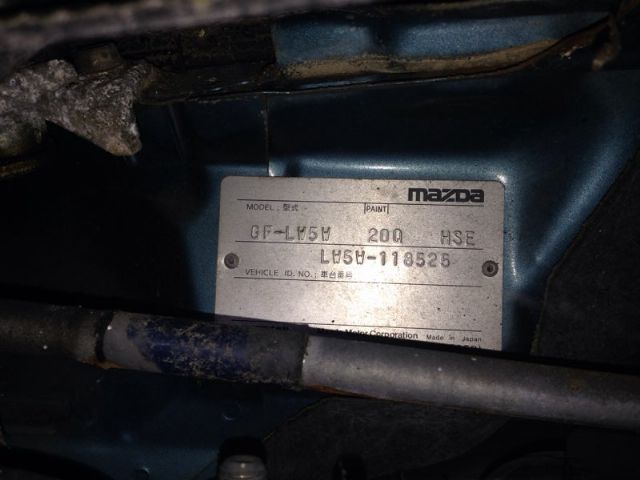 mazda
MODEL ; 型式
PAINT
GF-LW5W 20Q HSE
LW5W-118525
VEHICLE ID. NO. ; 車台番号
Motor Corporation Made in Japan